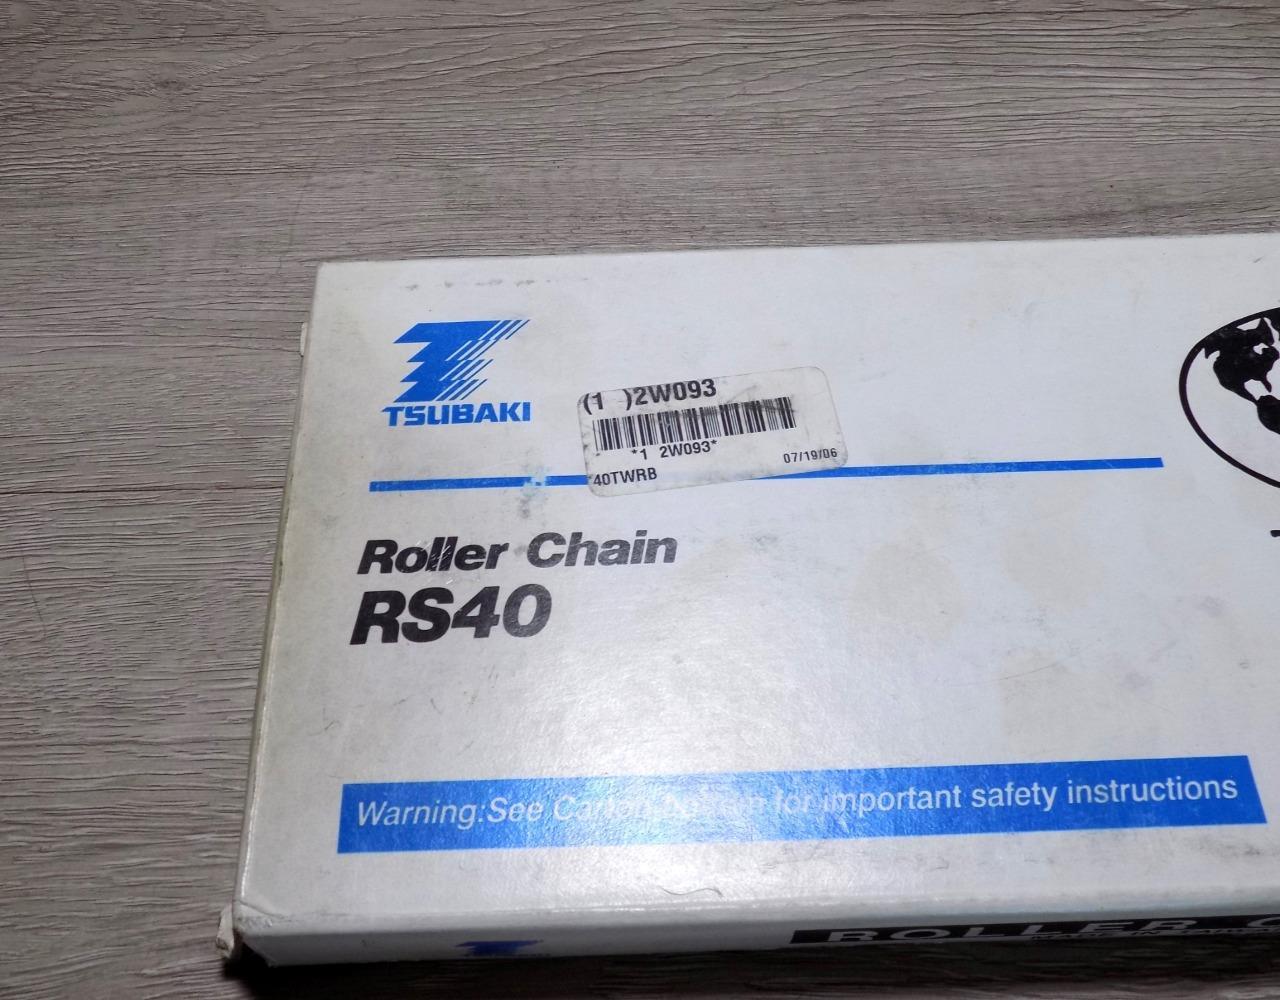 TSUBAKI
(1 )2W093
*1 2W093*
40TWRB 07/19/06
Roller Chain
RS40
Warning:See Carton for important safety instructions
ROLLER